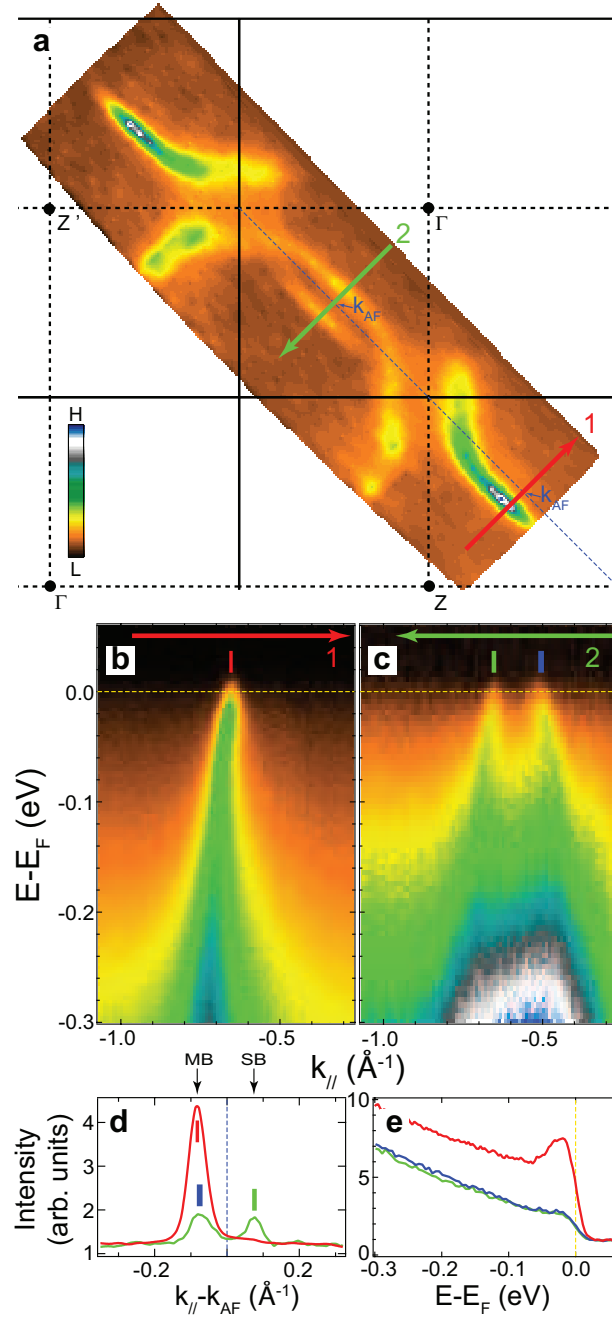 a
Z'
Γ
2
k_AF
H
L
1
k_AF
Γ
Z
b
1
c
2
0.0
-0.1
-0.2
-0.3
E-E_F (eV)
-1.0
-0.5
-1.0
-0.5
k_// (Å⁻¹)
MB
SB
d
4
3
2
1
Intensity
(arb. units)
-0.2
0.0
0.2
k_//-k_AF (Å⁻¹)
e
10
5
0
-0.3
-0.2
-0.1
0.0
E-E_F (eV)